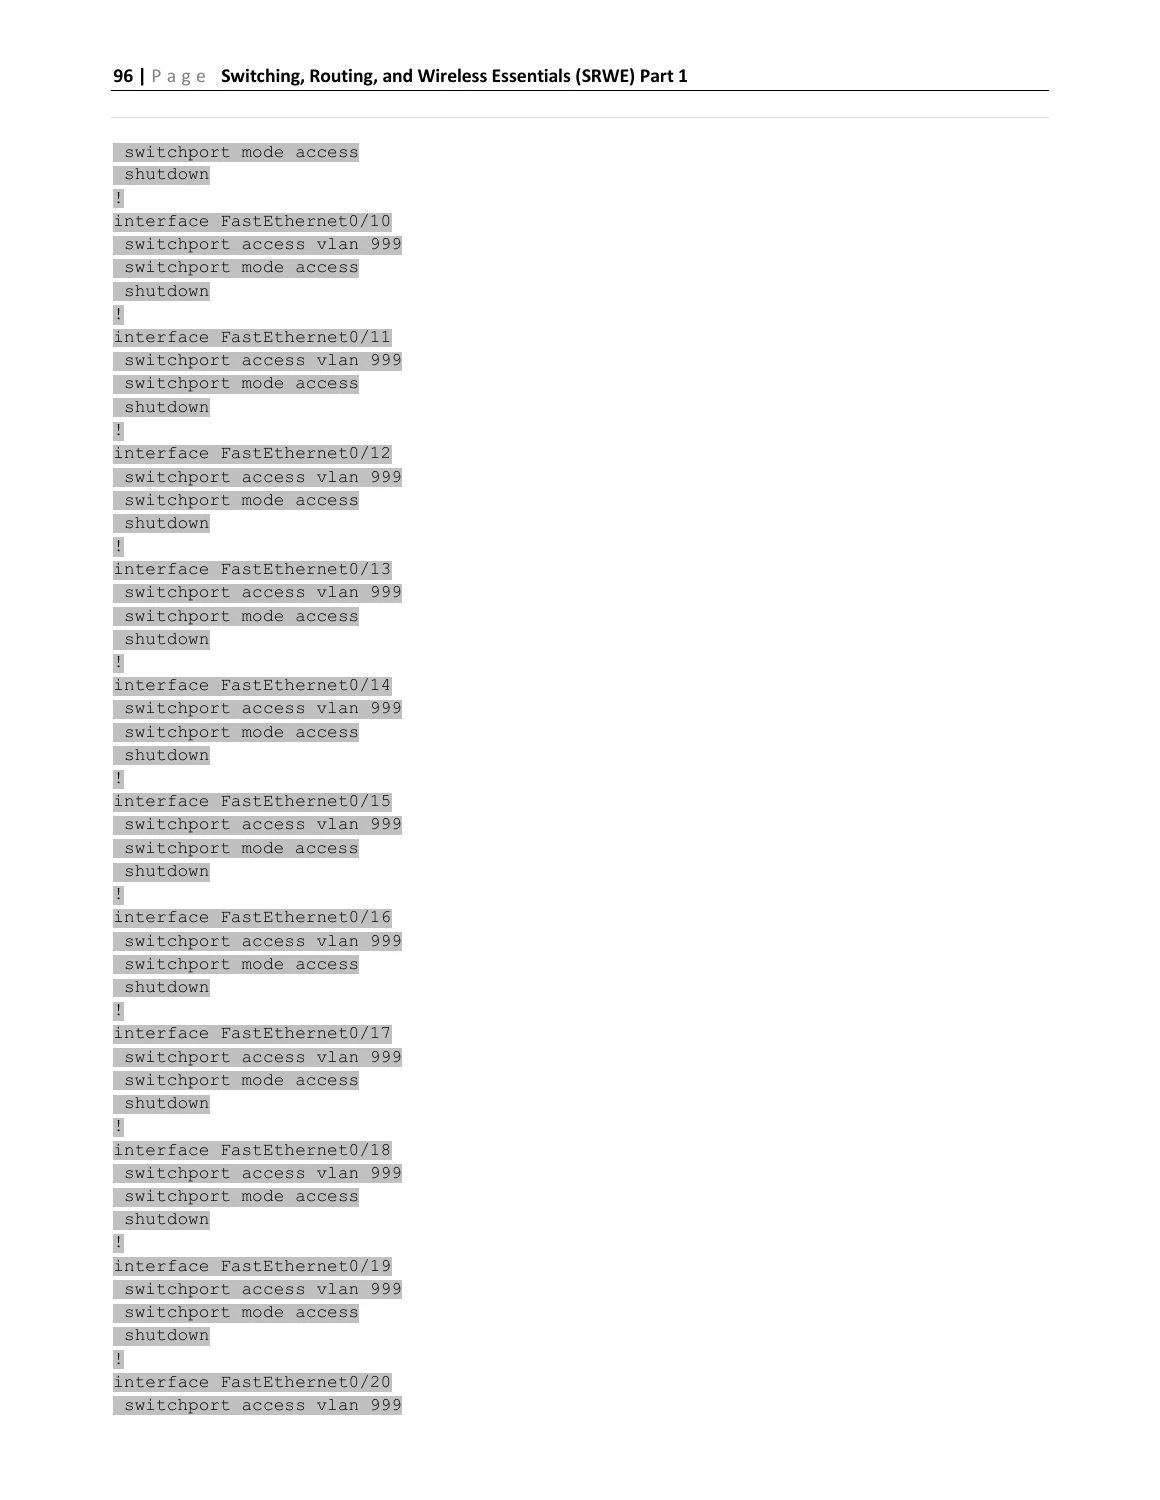 96 | Page Switching, Routing, and Wireless Essentials (SRWE) Part 1
switchport mode access
shutdown
!
interface FastEthernet0/10
switchport access vlan 999
switchport mode access
shutdown
!
interface FastEthernet0/11
switchport access vlan 999
switchport mode access
shutdown
!
interface FastEthernet0/12
switchport access vlan 999
switchport mode access
shutdown
!
interface FastEthernet0/13
switchport access vlan 999
switchport mode access
shutdown
!
interface FastEthernet0/14
switchport access vlan 999
switchport mode access
shutdown
!
interface FastEthernet0/15
switchport access vlan 999
switchport mode access
shutdown
!
interface FastEthernet0/16
switchport access vlan 999
switchport mode access
shutdown
!
interface FastEthernet0/17
switchport access vlan 999
switchport mode access
shutdown
!
interface FastEthernet0/18
switchport access vlan 999
switchport mode access
shutdown
!
interface FastEthernet0/19
switchport access vlan 999
switchport mode access
shutdown
!
interface FastEthernet0/20
switchport access vlan 999